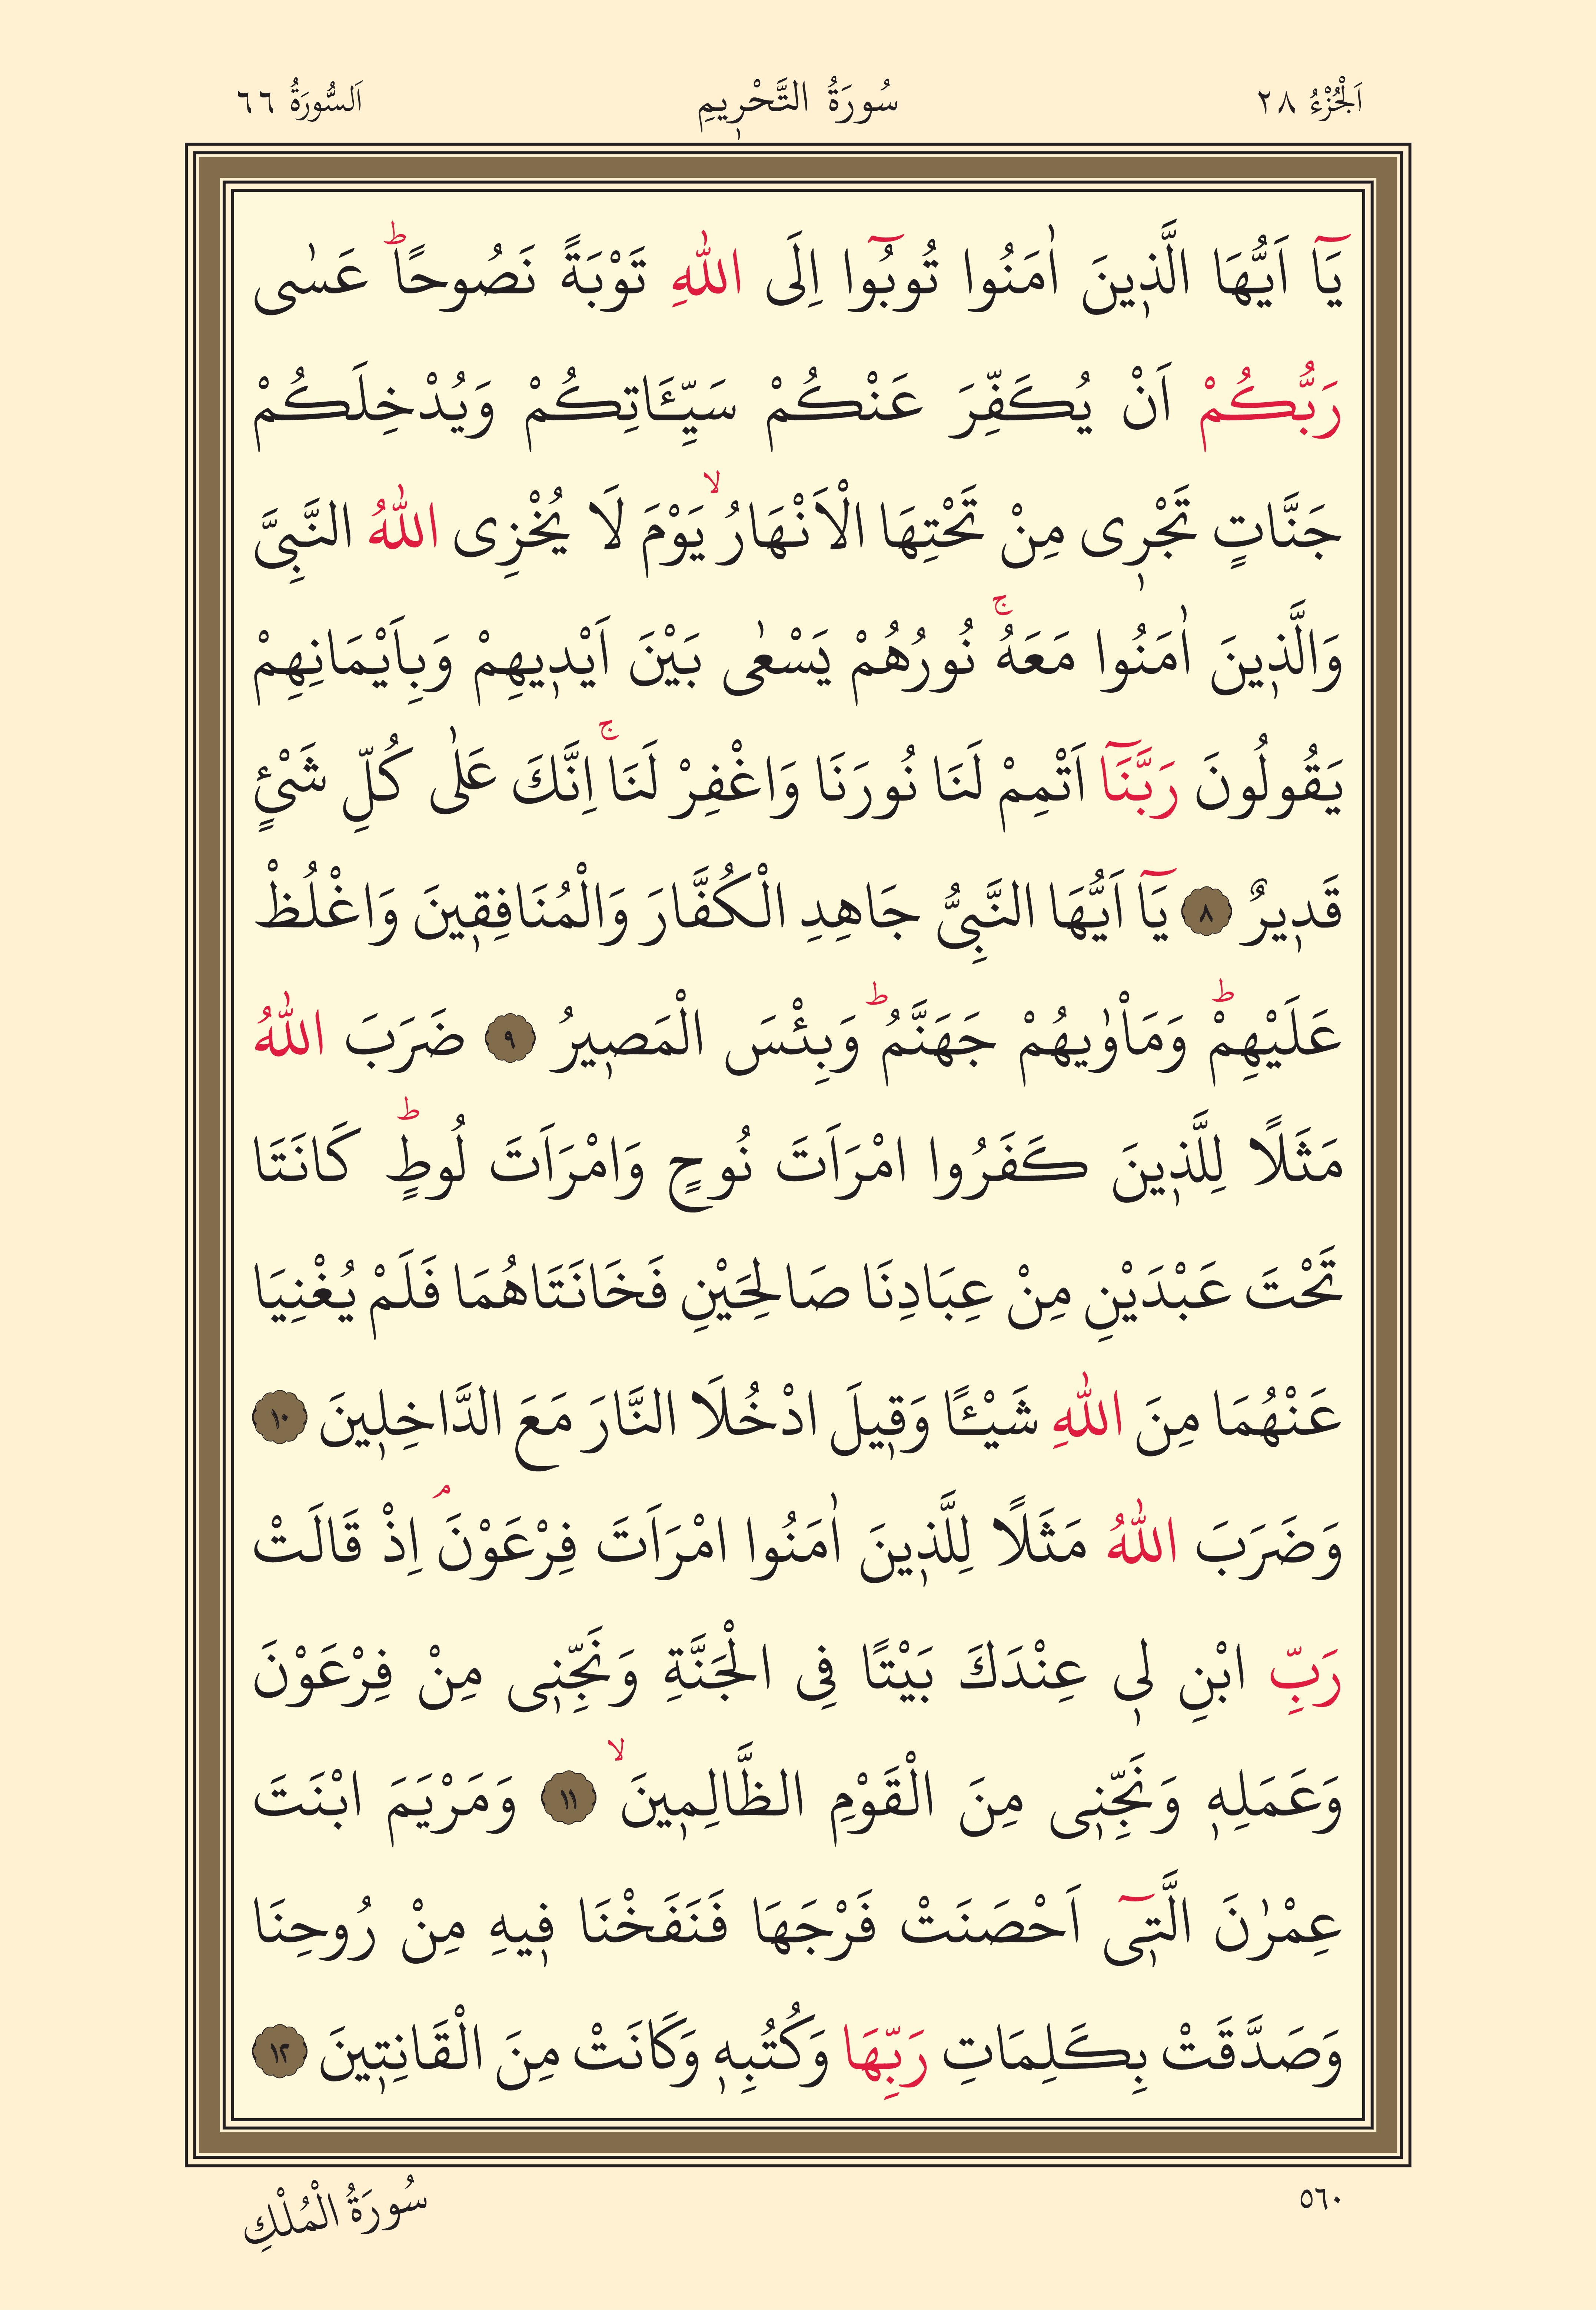 اَلْجُزْءُ ٢٨ سُورَةُ التَّحْر۪يمِ اَلسُّورَةُ ٦٦
يَٓا اَيُّهَا الَّذ۪ينَ اٰمَنُوا تُوبُٓوا اِلَى اللّٰهِ تَوْبَةً نَصُوحًاۜ عَسٰى
رَبُّكُمْ اَنْ يُكَفِّرَ عَنْكُمْ سَيِّـَٔاتِكُمْ وَيُدْخِلَكُمْ
جَنَّاتٍ تَجْر۪ى مِنْ تَحْتِهَا الْاَنْهَارُۙ يَوْمَ لَا يُخْزِى اللّٰهُ النَّبِىَّ
وَالَّذ۪ينَ اٰمَنُوا مَعَهُۚ نُورُهُمْ يَسْعٰى بَيْنَ اَيْد۪يهِمْ وَبِاَيْمَانِهِمْ
يَقُولُونَ رَبَّنَٓا اَتْمِمْ لَنَا نُورَنَا وَاغْفِرْ لَنَاۚ اِنَّكَ عَلٰى كُلِّ شَىْءٍ
قَد۪يرٌ ٨ يَٓا اَيُّهَا النَّبِىُّ جَاهِدِ الْكُفَّارَ وَالْمُنَافِق۪ينَ وَاغْلُظْ
عَلَيْهِمْۜ وَمَأْوٰيهُمْ جَهَنَّمُۜ وَبِئْسَ الْمَص۪يرُ ٩ ضَرَبَ اللّٰهُ
مَثَلًا لِلَّذ۪ينَ كَفَرُوا امْرَاَتَ نُوحٍ وَامْرَاَتَ لُوطٍۜ كَانَتَا
تَحْتَ عَبْدَيْنِ مِنْ عِبَادِنَا صَالِحَيْنِ فَخَانَتَاهُمَا فَلَمْ يُغْنِيَا
عَنْهُمَا مِنَ اللّٰهِ شَيْـًٔا وَق۪يلَ ادْخُلَا النَّارَ مَعَ الدَّاخِل۪ينَ ١٠
وَضَرَبَ اللّٰهُ مَثَلًا لِلَّذ۪ينَ اٰمَنُوا امْرَاَتَ فِرْعَوْنَۢ اِذْ قَالَتْ
رَبِّ ابْنِ ل۪ى عِنْدَكَ بَيْتًا فِى الْجَنَّةِ وَنَجِّن۪ى مِنْ فِرْعَوْنَ
وَعَمَلِه۪ وَنَجِّن۪ى مِنَ الْقَوْمِ الظَّالِم۪ينَۙ ١١ وَمَرْيَمَ ابْنَتَ
عِمْرٰنَ الَّت۪ٓى اَحْصَنَتْ فَرْجَهَا فَنَفَخْنَا ف۪يهِ مِنْ رُوحِنَا
وَصَدَّقَتْ بِكَلِمَاتِ رَبِّهَا وَكُتُبِه۪ وَكَانَتْ مِنَ الْقَانِت۪ينَ ١٢
٥٦٠ سُورَةُ الْمُلْكِ